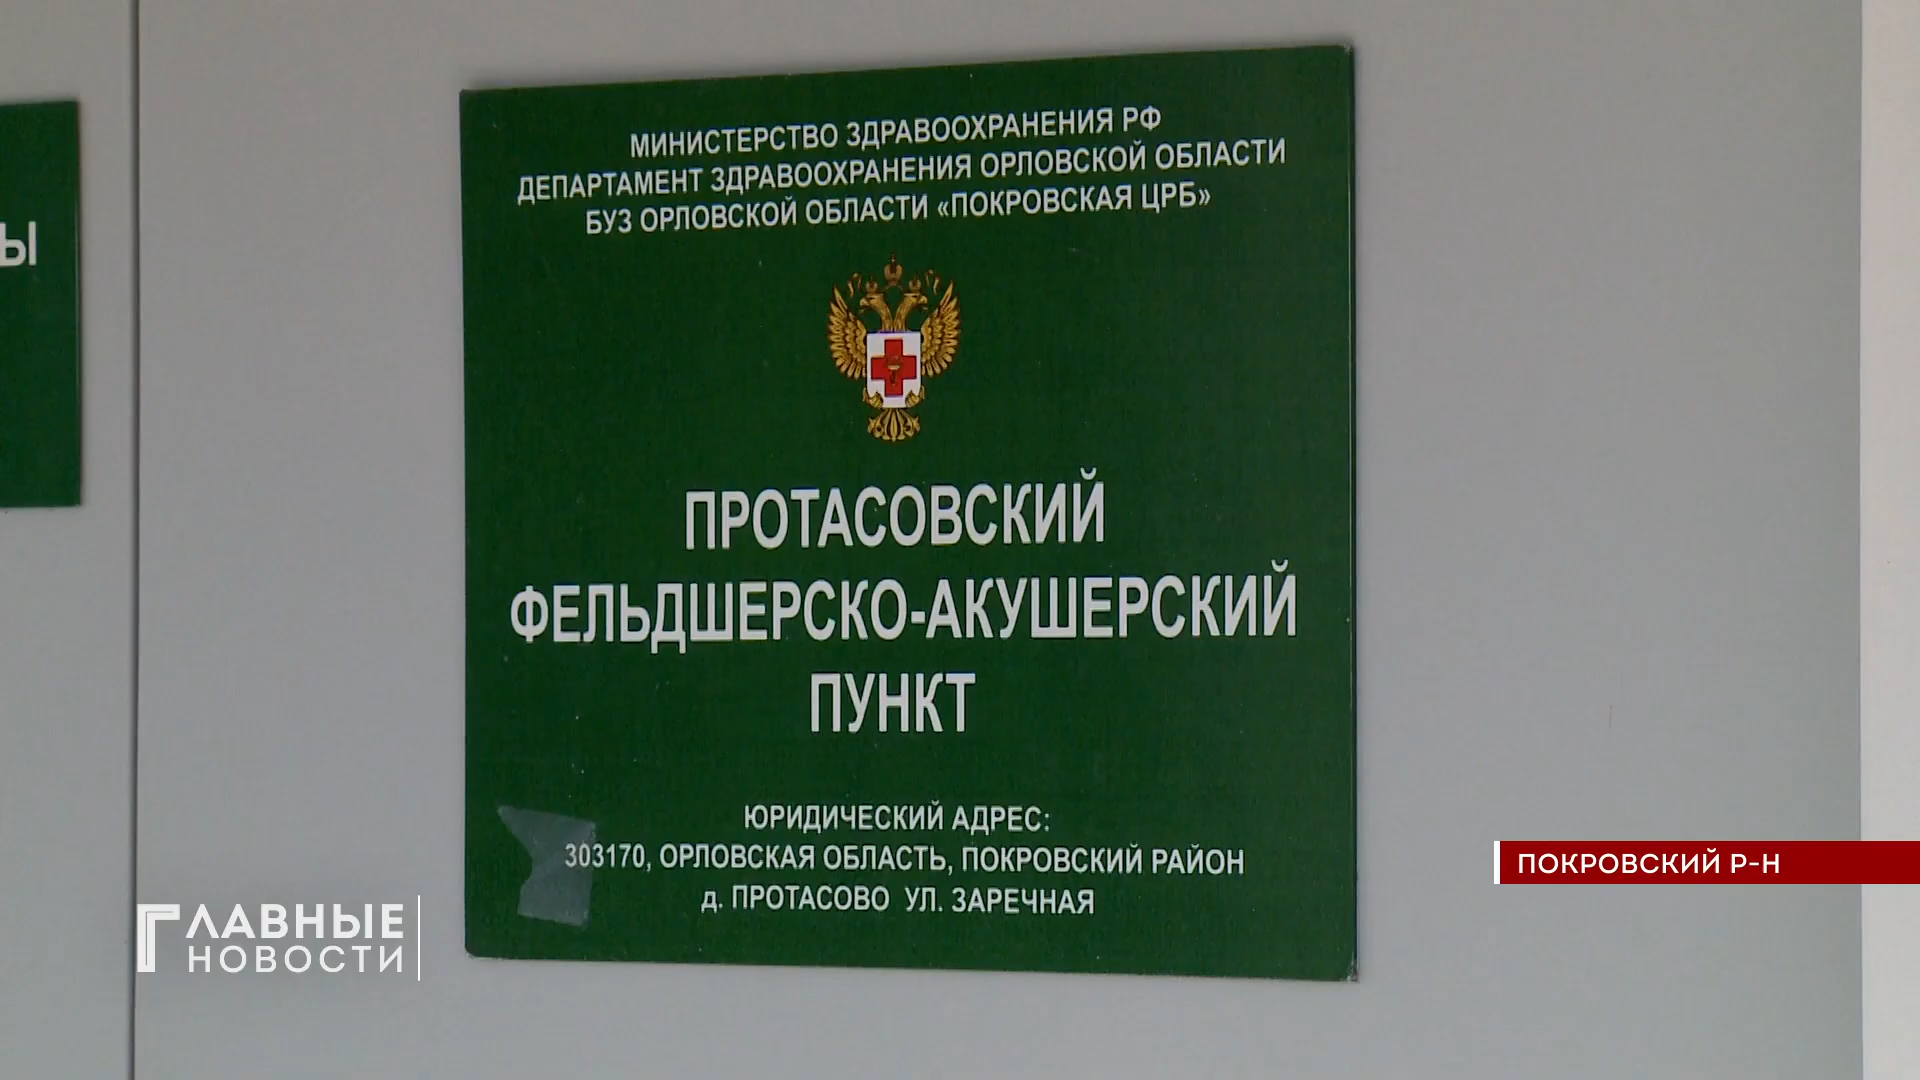 Ы
МИНИСТЕРСТВО ЗДРАВООХРАНЕНИЯ РФ
ДЕПАРТАМЕНТ ЗДРАВООХРАНЕНИЯ ОРЛОВСКОЙ ОБЛАСТИ
БУЗ ОРЛОВСКОЙ ОБЛАСТИ «ПОКРОВСКАЯ ЦРБ»
ПРОТАСОВСКИЙ
ФЕЛЬДШЕРСКО-АКУШЕРСКИЙ
ПУНКТ
ЮРИДИЧЕСКИЙ АДРЕС:
303170, ОРЛОВСКАЯ ОБЛАСТЬ, ПОКРОВСКИЙ РАЙОН
д. ПРОТАСОВО УЛ. ЗАРЕЧНАЯ
ПОКРОВСКИЙ Р-Н
ГЛАВНЫЕ
НОВОСТИ